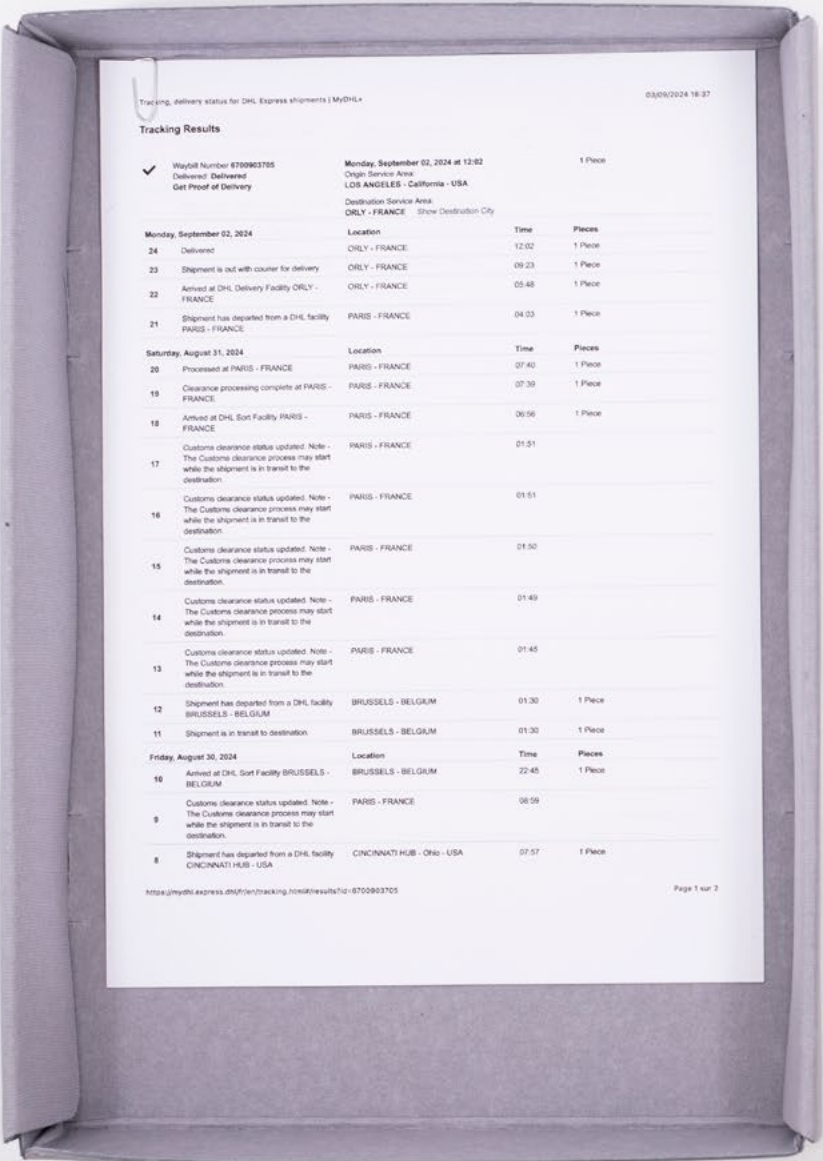 Tracking, delivery status for DHL Express shipments | MyDHL+
03/09/2024 18:37
Tracking Results
Waybill Number 6700903705
Delivered: Delivered
Get Proof of Delivery
Monday, September 02, 2024 at 12:02
Origin Service Area:
LOS ANGELES - California - USA
Destination Service Area:
ORLY - FRANCE Show Destination City
1 Piece
Monday, September 02, 2024 Location Time Pieces
24 Delivered ORLY - FRANCE 12:02 1 Piece
23 Shipment is out with courier for delivery ORLY - FRANCE 09:23 1 Piece
22 Arrived at DHL Delivery Facility ORLY - ORLY - FRANCE 05:48 1 Piece
FRANCE
21 Shipment has departed from a DHL facility PARIS - FRANCE 04:03 1 Piece
PARIS - FRANCE
Saturday, August 31, 2024 Location Time Pieces
20 Processed at PARIS - FRANCE PARIS - FRANCE 07:40 1 Piece
19 Clearance processing complete at PARIS - PARIS - FRANCE 07:39 1 Piece
FRANCE
18 Arrived at DHL Sort Facility PARIS - PARIS - FRANCE 06:56 1 Piece
FRANCE
17 Customs clearance status updated. Note - PARIS - FRANCE 01:51
The Customs clearance process may start
while the shipment is in transit to the
destination.
16 Customs clearance status updated. Note - PARIS - FRANCE 01:51
The Customs clearance process may start
while the shipment is in transit to the
destination.
15 Customs clearance status updated. Note - PARIS - FRANCE 01:50
The Customs clearance process may start
while the shipment is in transit to the
destination.
14 Customs clearance status updated. Note - PARIS - FRANCE 01:49
The Customs clearance process may start
while the shipment is in transit to the
destination.
13 Customs clearance status updated. Note - PARIS - FRANCE 01:45
The Customs clearance process may start
while the shipment is in transit to the
destination.
12 Shipment has departed from a DHL facility BRUSSELS - BELGIUM 01:30 1 Piece
BRUSSELS - BELGIUM
11 Shipment is in transit to destination BRUSSELS - BELGIUM 01:30 1 Piece
Friday, August 30, 2024 Location Time Pieces
10 Arrived at DHL Sort Facility BRUSSELS - BRUSSELS - BELGIUM 22:45 1 Piece
BELGIUM
9 Customs clearance status updated. Note - PARIS - FRANCE 08:59
The Customs clearance process may start
while the shipment is in transit to the
destination.
8 Shipment has departed from a DHL facility CINCINNATI HUB - Ohio - USA 07:57 1 Piece
CINCINNATI HUB - USA
https://mydhl.express.dhl/fr/en/tracking.html#/results?id=6700903705
Page 1 sur 2